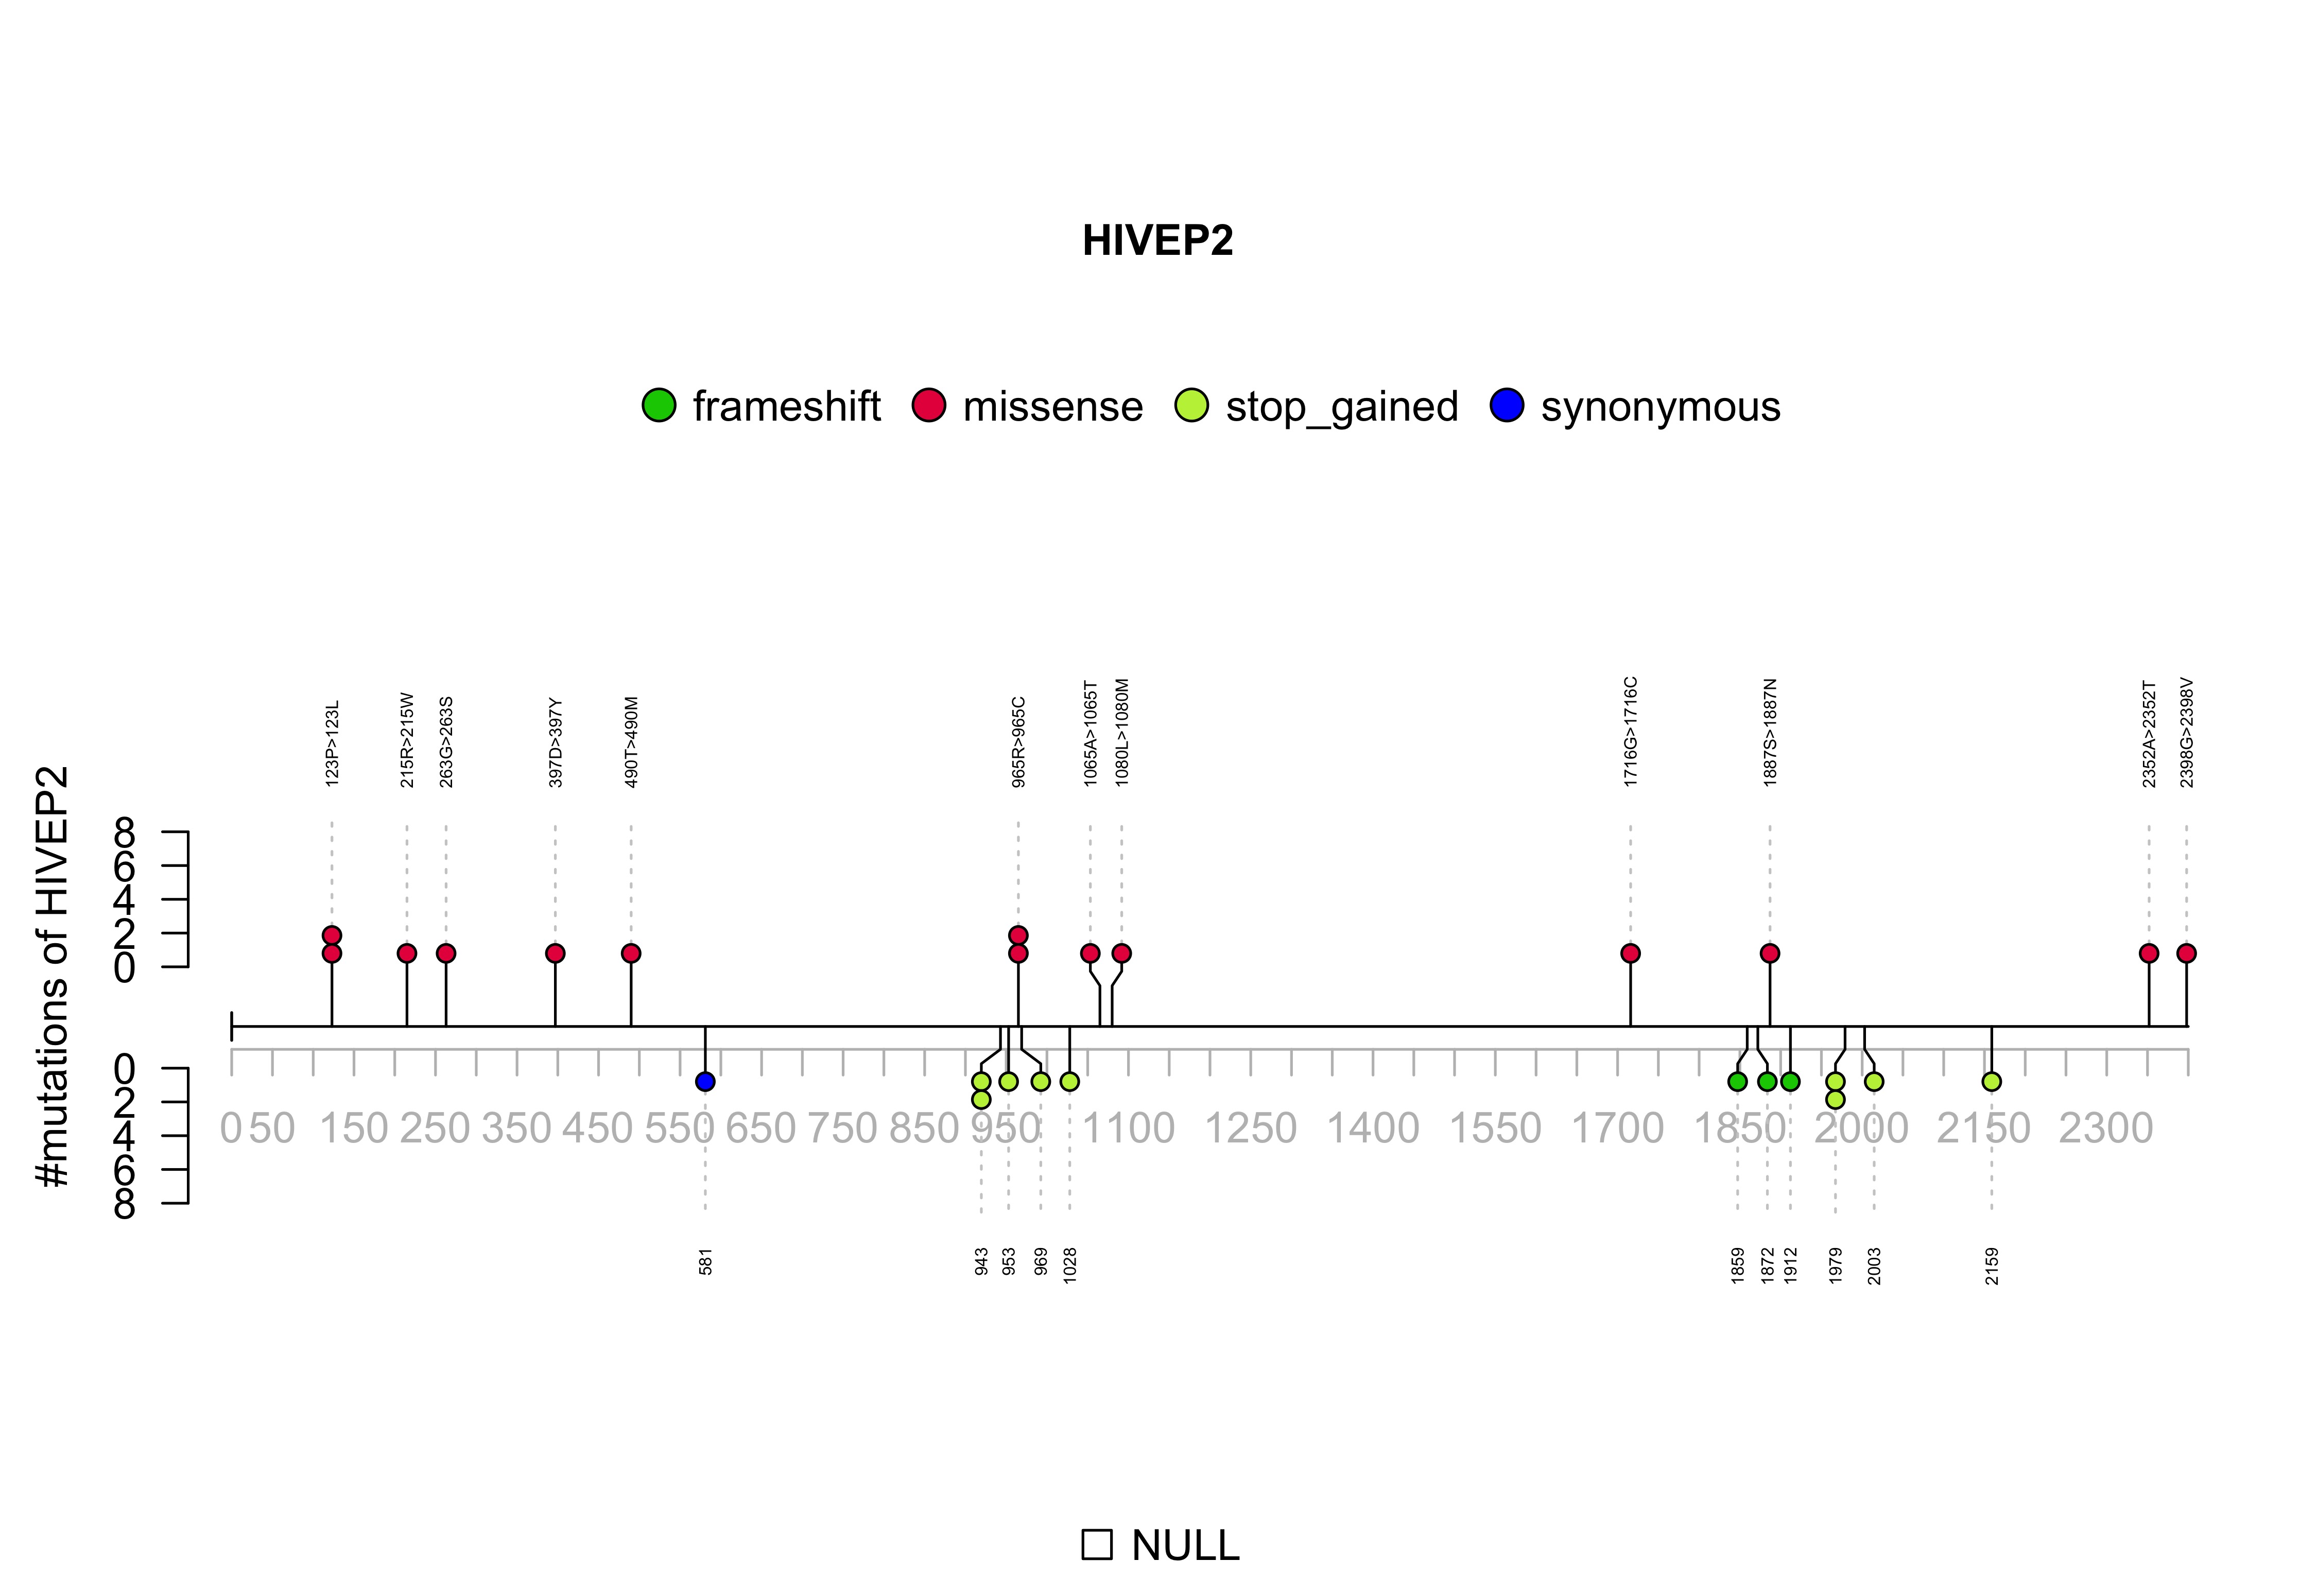 HIVEP2
frameshift missense stop_gained synonymous
123P>123L
215R>215W
263G>263S
397D>397Y
490T>490M
965R>965C
1065A>1065T
1080L>1080M
1716G>1716C
1887S>1887N
2352A>2352T
2398G>2398V
#mutations of HIVEP2
8
6
4
2
0
0
2
4
6
8
0 50 150 250 350 450 550 650 750 850 950 1100 1250 1400 1550 1700 1850 2000 2150 2300
581
943
953
969
1028
1859
1872
1912
1979
2003
2159
NULL